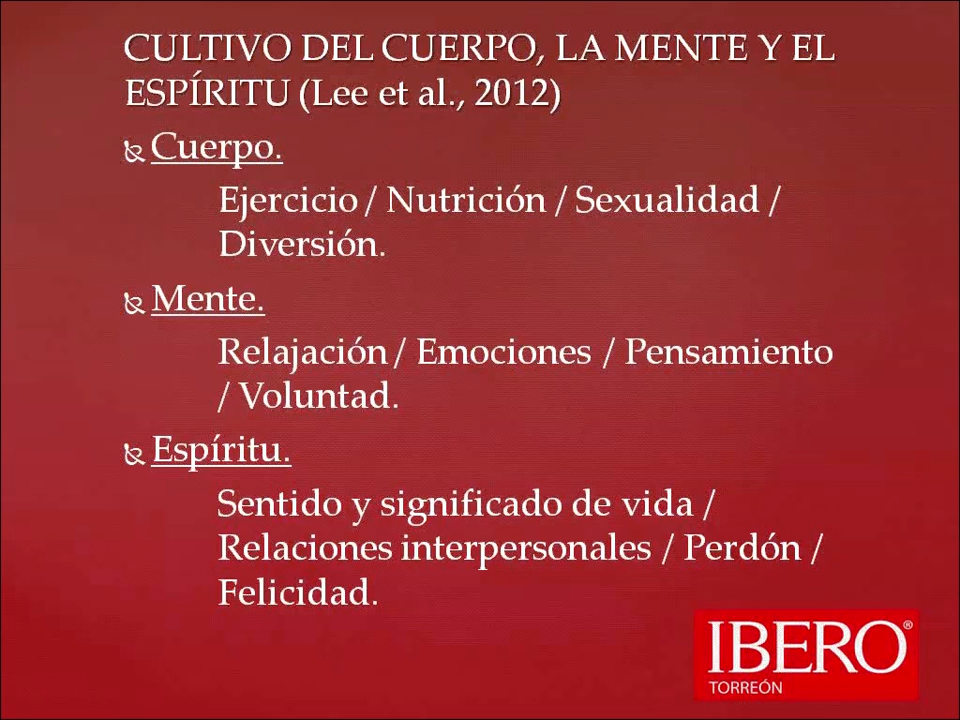 CULTIVO DEL CUERPO, LA MENTE Y EL
ESPÍRITU (Lee et al., 2012)
Cuerpo.
Ejercicio / Nutrición / Sexualidad /
Diversión.
Mente.
Relajación / Emociones / Pensamiento
/ Voluntad.
Espíritu.
Sentido y significado de vida /
Relaciones interpersonales / Perdón /
Felicidad.
IBERO®
TORREÓN